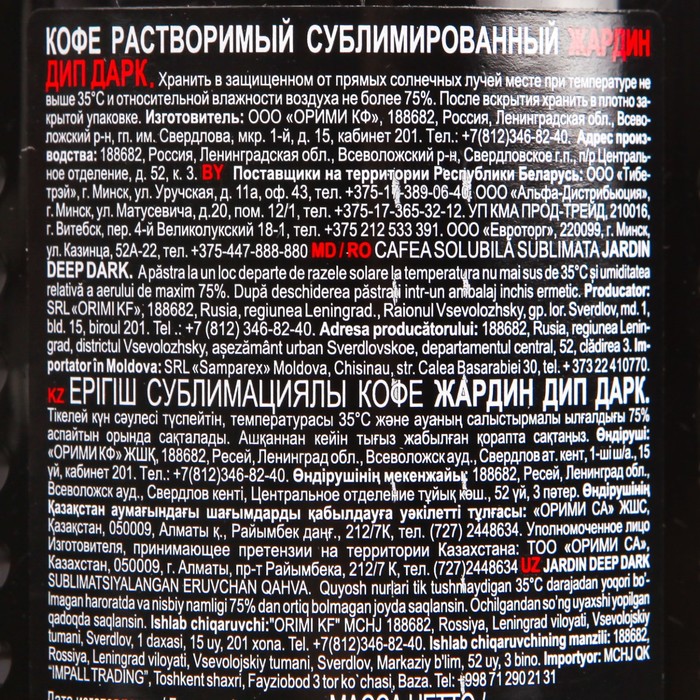 КОФЕ РАСТВОРИМЫЙ СУБЛИМИРОВАННЫЙ ЖАРДИН
ДИП ДАРК. Хранить в защищенном от прямых солнечных лучей месте при температуре не
выше 35°С и относительной влажности воздуха не более 75%. После вскрытия хранить в плотно за-
крытой упаковке. Изготовитель: ООО «ОРИМИ КФ», 188682, Россия, Ленинградская обл., Всево-
ложский р-н, гп. им. Свердлова, мкр. 1-й, д. 15, кабинет 201. Тел.: +7(812)346-82-40. Адрес произ-
водства: 188682, Россия, Ленинградская обл., Всеволожский р-н, Свердловское г.п., п/р Централь-
ное отделение, д. 52, к. 3. BY Поставщики на территории Республики Беларусь: ООО «Тибе-
трэй», г. Минск, ул. Уручская, д. 11а, оф. 43, тел. +375-17-389-06-4 ООО «Альфа-Дистрибьюция»,
г. Минск, ул. Матусевича, д.20, пом. 12/1, тел. +375-17-365-32-12. УП КМА ПРОД-ТРЕЙД, 210016,
г. Витебск, пер. 4-й Великолукский 18-1, тел. +375 212 533 391. ООО «Евроторг», 220099, г. Минск,
ул. Казинца, 52А-22, тел. +375-447-888-880 MD / RO CAFEA SOLUBILA SUBLIMATA JARDIN
DEEP DARK. A păstra la un loc departe de razele solare la temperatura nu mai sus de 35°C și umiditatea
relativă a aerului de maxim 75%. După deschiderea păstrați intr-un ambalaj inchis ermetic. Producator:
SRL «ORIMI KF», 188682, Rusia, regiunea Leningrad., Raionul Vsevolozhsky, gp. lor. Sverdlov, md. 1,
bld. 15, biroul 201. Tel .: +7 (812) 346-82-40. Adresa producătorului: 188682, Rusia, regiunea Lenin-
grad, districtul Vsevolozhsky, așezământ urban Sverdlovskoe, departamentul central, 52, clădirea 3. Im-
portator în Moldova: SRL «Samparex» Moldova, Chisinau, str. Calea Basarabiei 30, tel. + 373 22 410770.
KZ ЕРІГІШ СУБЛИМАЦИЯЛЫ КОФЕ ЖАРДИН ДИП ДАРК.
Тікелей күн сәулесі түспейтін, температурасы 35°С және ауаның салыстырмалы ылғалдығы 75%
аспайтын орында сақталады. Ашқаннан кейін тығыз жабылған қорапта сақтаңыз. Өндіруші:
«ОРИМИ КФ» ЖШҚ, 188682, Ресей, Ленинград обл., Всеволожск ауд., Свердлов ат. кент, 1-ші ш/а., 15
үй, кабинет 201. Тел.: +7(812)346-82-40. Өндірушінің мекенжайы: 188682, Ресей, Ленинград обл.,
Всеволожск ауд., Свердлов кенті, Центральное отделение тұйық көш., 52 үй, 3 пәтер. Өндірушінің
Қазақстан аумағындағы шағымдарды қабылдауға уәкілетті тұлғасы: «ОРИМИ СА» ЖШС,
Қазақстан, 050009, Алматы қ., Райымбек даңғ., 212/7К, тел. (727) 2448634. Уполномоченное лицо
Изготовителя, принимающее претензии на территории Казахстана: ТОО «ОРИМИ СА»,
Казахстан, 050009, г. Алматы, пр-т Райымбека, 212/7 К, тел. (727)2448634 UZ JARDIN DEEP DARK
SUBLIMATSIYALANGAN ERUVCHAN QAHVA. Quyosh nurlari tik tushmaydigan 35°C darajadan yoqori bo'-
lmagan haroratda va nisbiy namligi 75% dan ortiq bolmagan joyda saqlansin. Ochilgandan so'ng uyaxshi yopilgan
qadoqda saqlansin. Ishlab chiqaruvchi:"ORIMI KF" MCHJ 188682, Rossiya, Leningrad viloyati, Vsevolojskiy
tumani, Sverdlov, 1 daxasi, 15 uy, 201 xona. Tel: +7(812)346-82-40. Ishlab chiqaruvchining manzili: 188682,
Rossiya, Leningrad viloyati, Vsevolojskiy tumani, Sverdlov, Markaziy b'lim, 52 uy, 3 bino. Importyor: MCHJ QK
"IMPALL TRADING", Toshkent shaxri, Fayziobod 3 tor ko`chasi, Baza. Tel: +998 71 290 21 31
МАССА НЕТТО